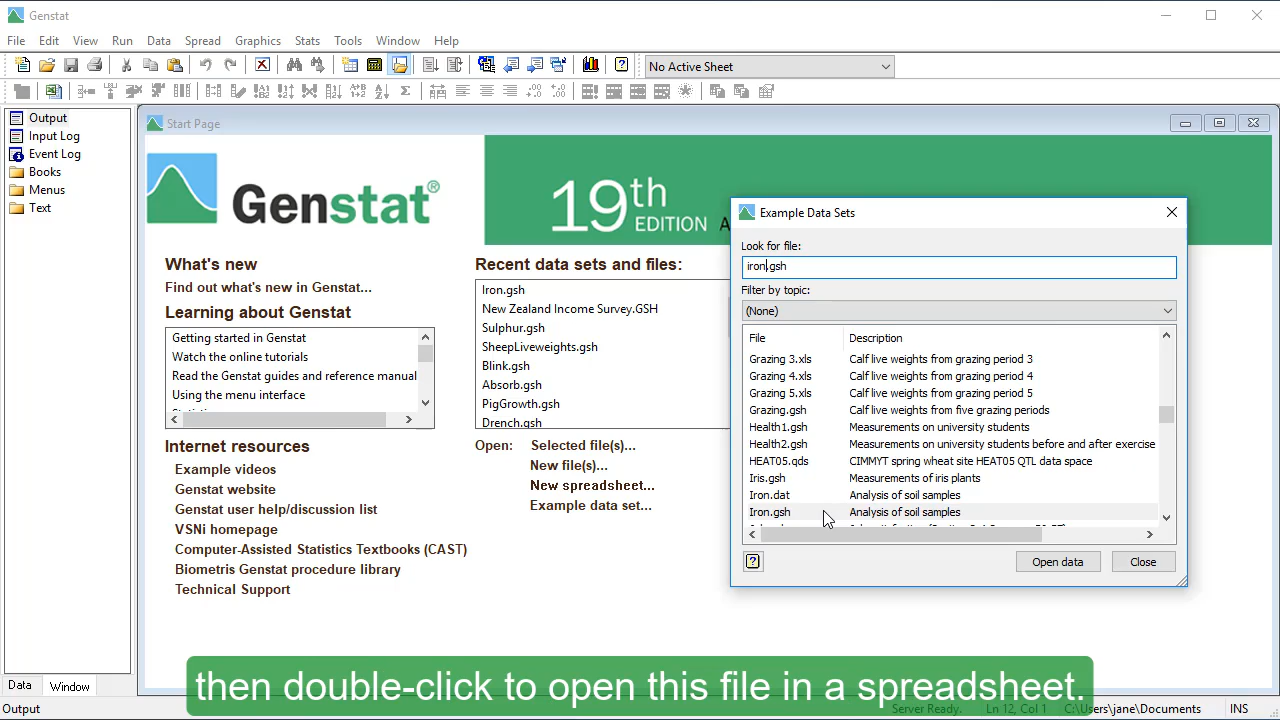 Genstat
File Edit View Run Data Spread Graphics Stats Tools Window Help
No Active Sheet
Output
Input Log
Event Log
Books
Menus
Text
Start Page
Genstat®
19th
EDITION A
What's new
Find out what's new in Genstat...
Learning about Genstat
Getting started in Genstat
Watch the online tutorials
Read the Genstat guides and reference manual
Using the menu interface
Internet resources
Example videos
Genstat website
Genstat user help/discussion list
VSNi homepage
Computer-Assisted Statistics Textbooks (CAST)
Biometris Genstat procedure library
Technical Support
Recent data sets and files:
Iron.gsh
New Zealand Income Survey.GSH
Sulphur.gsh
SheepLiveweights.gsh
Blink.gsh
Absorb.gsh
PigGrowth.gsh
Drench.gsh
Open: Selected file(s)...
New file(s)...
New spreadsheet...
Example data set...
Example Data Sets
Look for file:
iron.gsh
Filter by topic:
(None)
File Description
Grazing 3.xls Calf live weights from grazing period 3
Grazing 4.xls Calf live weights from grazing period 4
Grazing 5.xls Calf live weights from grazing period 5
Grazing.gsh Calf live weights from five grazing periods
Health1.gsh Measurements on university students
Health2.gsh Measurements on university students before and after exercise
HEAT05.qds CIMMYT spring wheat site HEAT05 QTL data space
Iris.gsh Measurements of iris plants
Iron.dat Analysis of soil samples
Iron.gsh Analysis of soil samples
Open data Close
then double-click to open this file in a spreadsheet.
Data Window
Output Server Ready. Ln 12, Col 1 C:\Users\jane\Documents INS